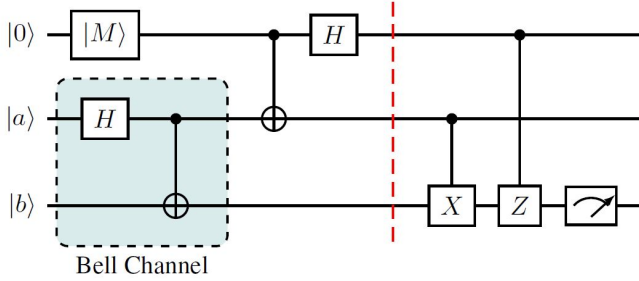 |0⟩ |M⟩ H
|a⟩ H
|b⟩ X Z
Bell Channel